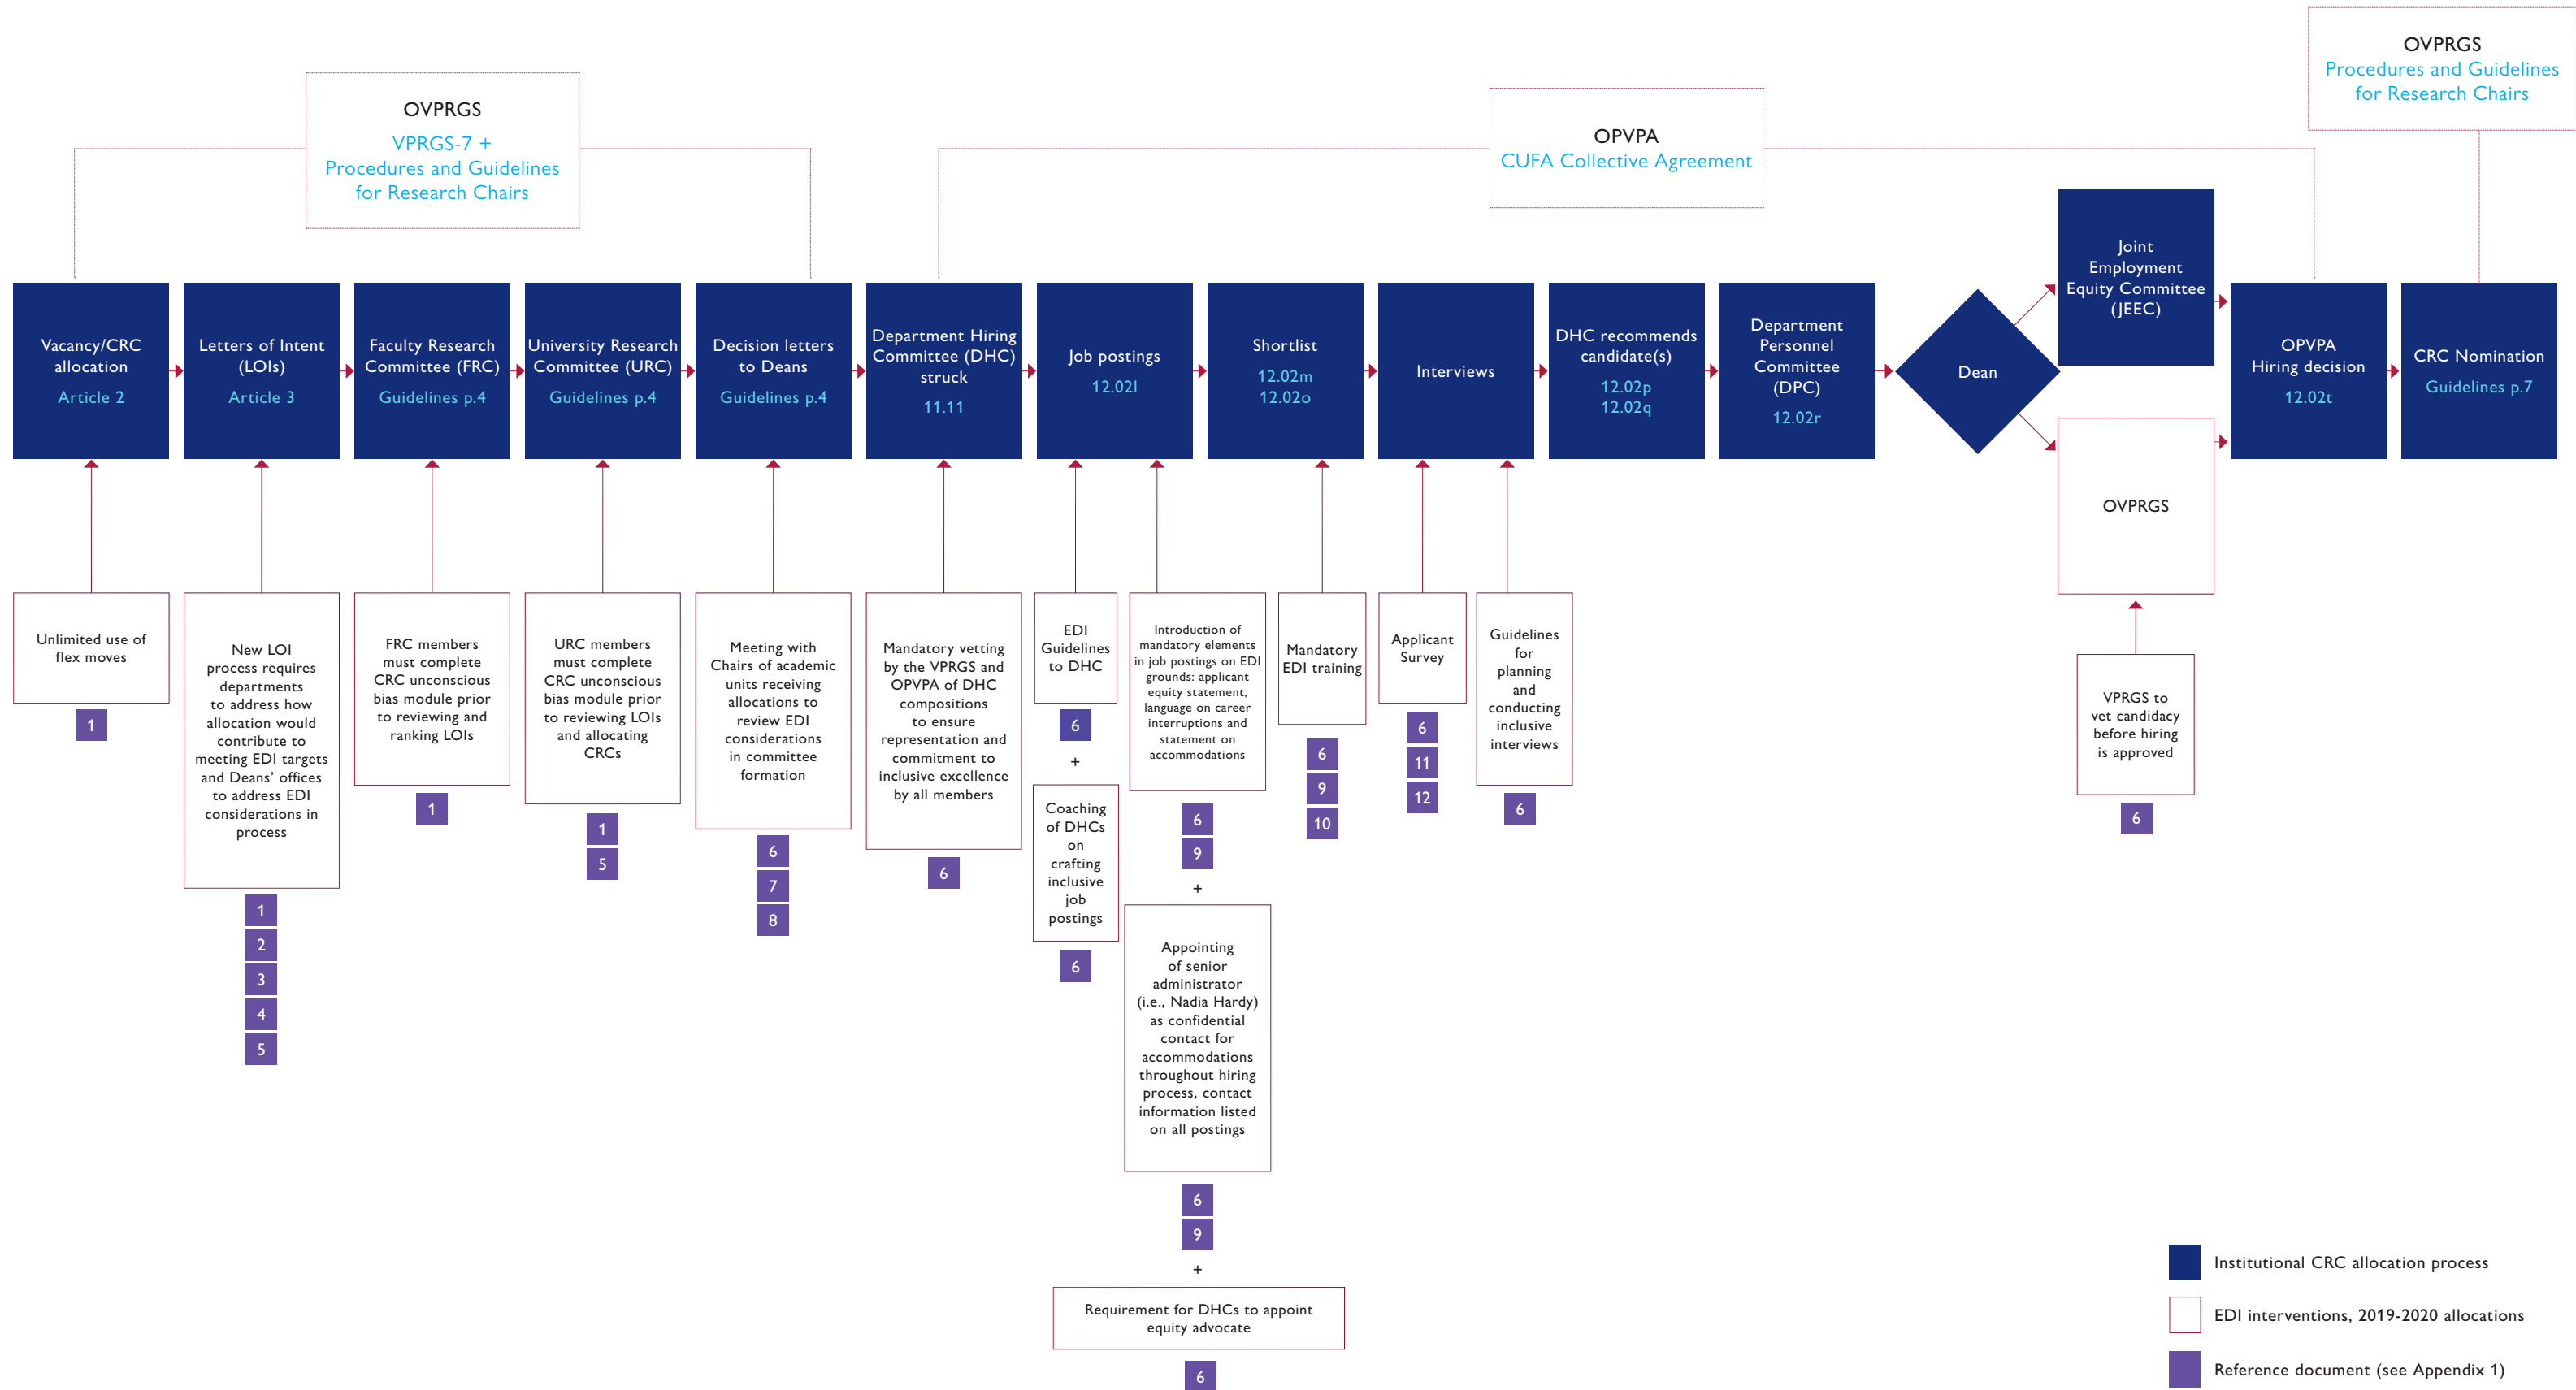 OVPRGS
Procedures and Guidelines
for Research Chairs
OVPRGS
VPRGS-7 +
Procedures and Guidelines
for Research Chairs
OPVPA
CUFA Collective Agreement
Vacancy/CRC
allocation
Article 2
Letters of Intent
(LOIs)
Article 3
Faculty Research
Committee (FRC)
Guidelines p.4
University Research
Committee (URC)
Guidelines p.4
Decision letters
to Deans
Guidelines p.4
Department Hiring
Committee (DHC)
struck
11.11
Job postings
12.02l
Shortlist
12.02m
12.02o
Interviews
DHC recommends
candidate(s)
12.02p
12.02q
Department
Personnel
Committee
(DPC)
12.02r
Dean
Joint
Employment
Equity Committee
(JEEC)
OVPRGS
OPVPA
Hiring decision
12.02t
CRC Nomination
Guidelines p.7
Unlimited use of
flex moves
1
New LOI
process requires
departments
to address how
allocation would
contribute to
meeting EDI targets
and Deans’ offices
to address EDI
considerations in
process
1
2
3
4
5
FRC members
must complete
CRC unconscious
bias module prior
to reviewing and
ranking LOIs
1
URC members
must complete
CRC unconscious
bias module prior
to reviewing LOIs
and allocating
CRCs
1
5
Meeting with
Chairs of academic
units receiving
allocations to
review EDI
considerations
in committee
formation
6
7
8
Mandatory vetting
by the VPRGS and
OPVPA of DHC
compositions
to ensure
representation and
commitment to
inclusive excellence
by all members
6
EDI
Guidelines
to DHC
6
+
Coaching
of DHCs
on
crafting
inclusive
job
postings
6
Introduction of
mandatory elements
in job postings on EDI
grounds: applicant
equity statement,
language on career
interruptions and
statement on
accommodations
6
9
+
Appointing
of senior
administrator
(i.e., Nadia Hardy)
as confidential
contact for
accommodations
throughout hiring
process, contact
information listed
on all postings
6
9
+
Requirement for DHCs to appoint
equity advocate
6
Mandatory
EDI training
6
9
10
Applicant
Survey
6
11
12
Guidelines
for
planning
and
conducting
inclusive
interviews
6
VPRGS to
vet candidacy
before hiring
is approved
6
Institutional CRC allocation process
EDI interventions, 2019-2020 allocations
Reference document (see Appendix 1)